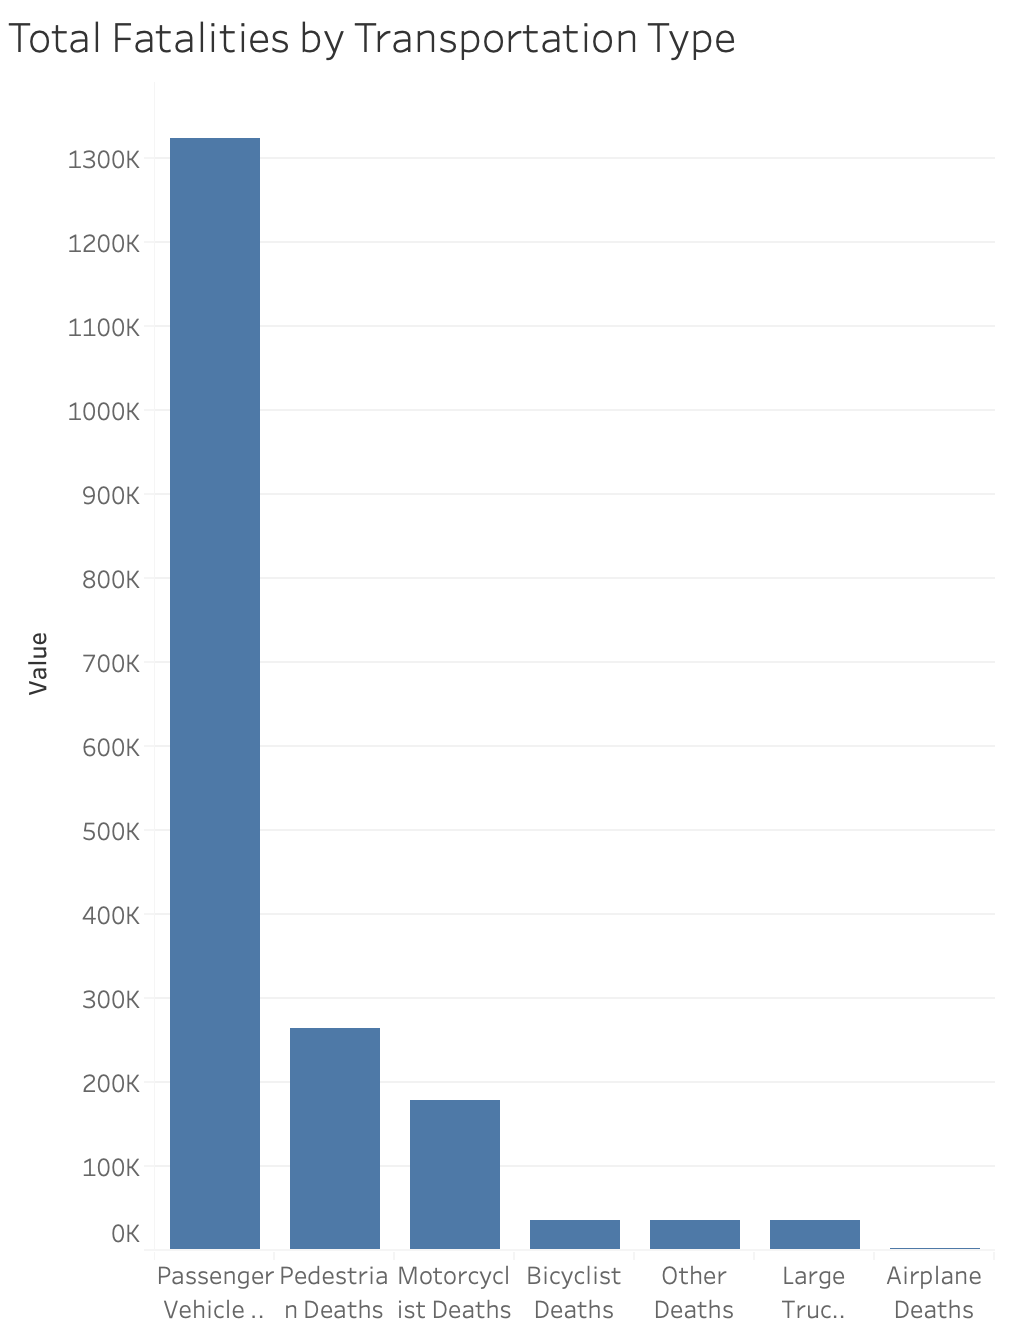 Total Fatalities by Transportation Type
1300K
1200K
1100K
1000K
900K
800K
700K
600K
500K
400K
300K
200K
100K
0K
Value
Passenger
Vehicle ..
Pedestria
n Deaths
Motorcycl
ist Deaths
Bicyclist
Deaths
Other
Deaths
Large
Truc..
Airplane
Deaths